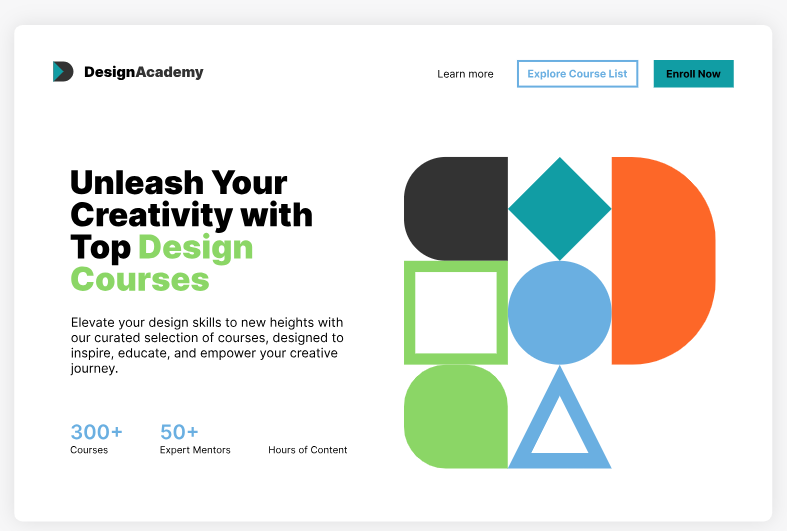 DesignAcademy
Learn more
Explore Course List
Enroll Now
Unleash Your
Creativity with
Top Design
Courses
Elevate your design skills to new heights with
our curated selection of courses, designed to
inspire, educate, and empower your creative
journey.
300+
50+
Courses
Expert Mentors
Hours of Content